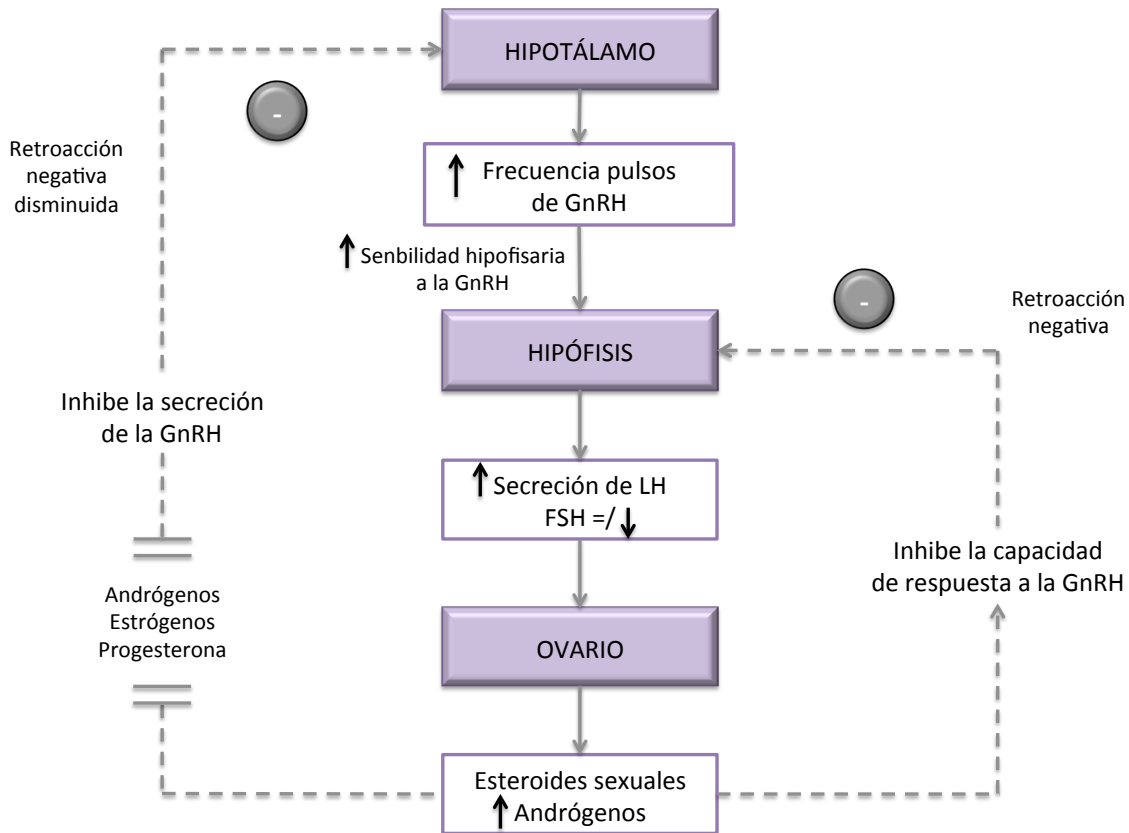 HIPOTÁLAMO
-
Retroacción
negativa
disminuida
↑ Frecuencia pulsos
de GnRH
↑ Senbilidad hipofisaria
a la GnRH
-
Retroacción
negativa
HIPÓFISIS
Inhibe la secreción
de la GnRH
↑ Secreción de LH
FSH =/↓
Inhibe la capacidad
de respuesta a la GnRH
Andrógenos
Estrógenos
Progesterona
OVARIO
Esteroides sexuales
↑ Andrógenos